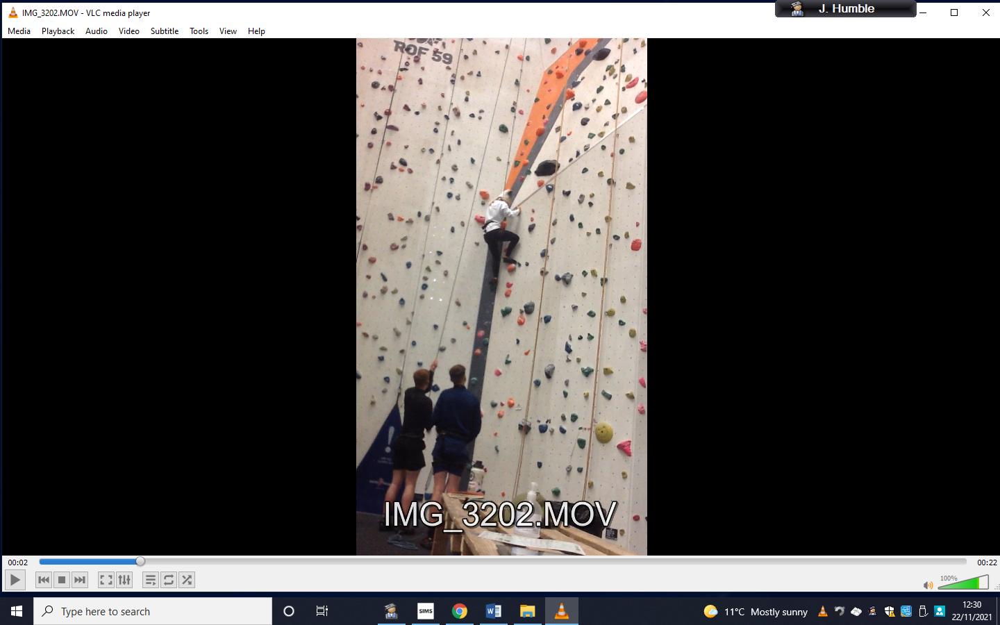 IMG_3202.MOV - VLC media player
J. Humble
Media Playback Audio Video Subtitle Tools View Help
ROF 59
IMG_3202.MOV
00:02
00:22
100%
Type here to search
SIMS
11°C Mostly sunny
12:30
22/11/2021